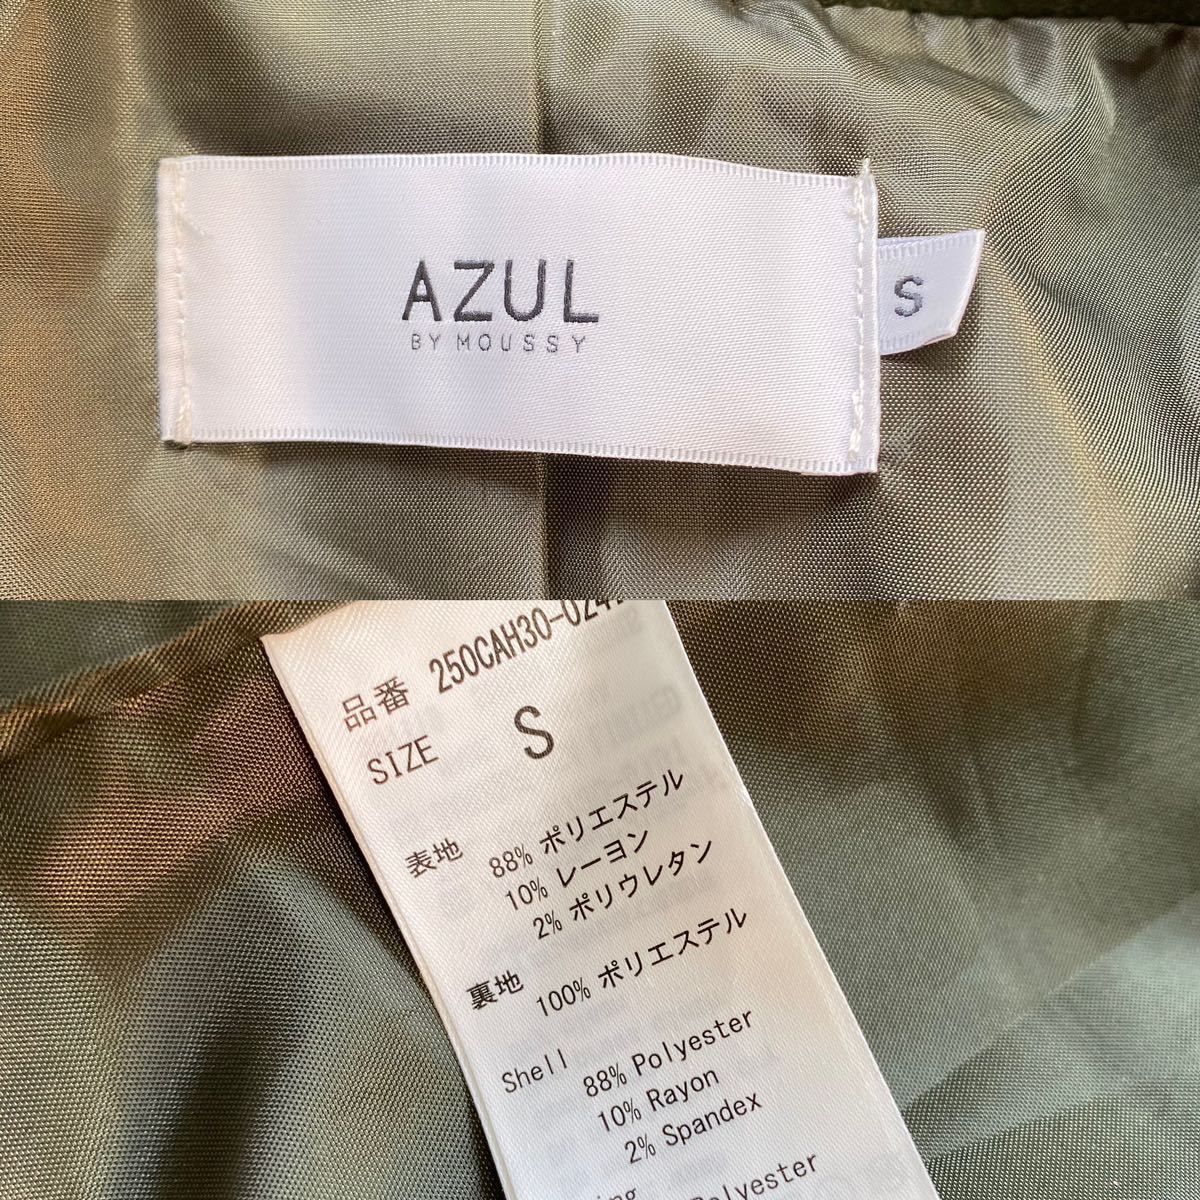 AZUL
BY MOUSSY
S
品番
SIZE S
表地 88% ポリエステル
10% レーヨン
2% ポリウレタン
裏地 100% ポリエステル
Shell 88% Polyester
10% Rayon
2% Spandex
Polyester